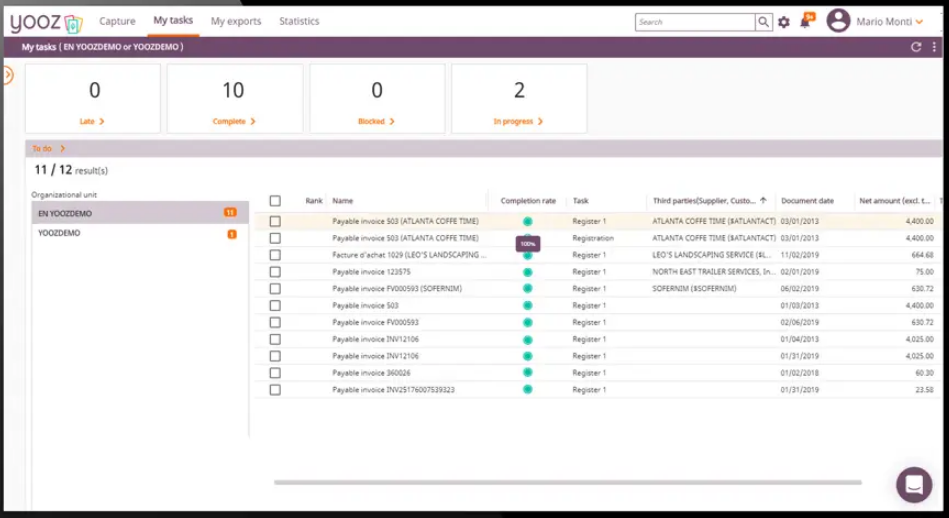 yooz Capture My tasks My exports Statistics Search 9+ Mario Monti
My tasks ( EN YOOZDEMO or YOOZDEMO )
0 10 0 2
Late Complete Blocked In progress
To do
11 / 12 result(s)
Organizational unit
EN YOOZDEMO 11
YOOZDEMO 1
Rank Name Completion rate Task Third parties(Supplier, Custo... Document date Net amount (excl. t... T
Payable invoice 503 (ATLANTA COFFE TIME) Register 1 ATLANTA COFFE TIME ($ATLANTACT) 03/01/2013 4,400.00
Payable invoice 503 (ATLANTA COFFE TIME) Registration ATLANTA COFFE TIME ($ATLANTACT) 03/01/2013 4,400.00
100%
Facture d'achat 1029 (LEO'S LANDSCAPING ... Register 1 LEO'S LANDSCAPING SERVICE ($L... 11/02/2019 664.68
Payable invoice 123575 Register 1 NORTH EAST TRAILER SERVICES, In... 02/01/2019 75.00
Payable invoice FV000593 (SOFERNIM) Register 1 SOFERNIM ($SOFERNIM) 06/02/2019 630.72
Payable invoice 503 Register 1 01/03/2013 4,400.00
Payable invoice FV000593 Register 1 02/06/2019 630.72
Payable invoice INV12106 Register 1 01/04/2013 4,025.00
Payable invoice INV12106 Register 1 01/31/2019 4,025.00
Payable invoice 360026 Register 1 01/02/2018 60.30
Payable invoice INV25176007539323 Register 1 01/31/2019 23.58